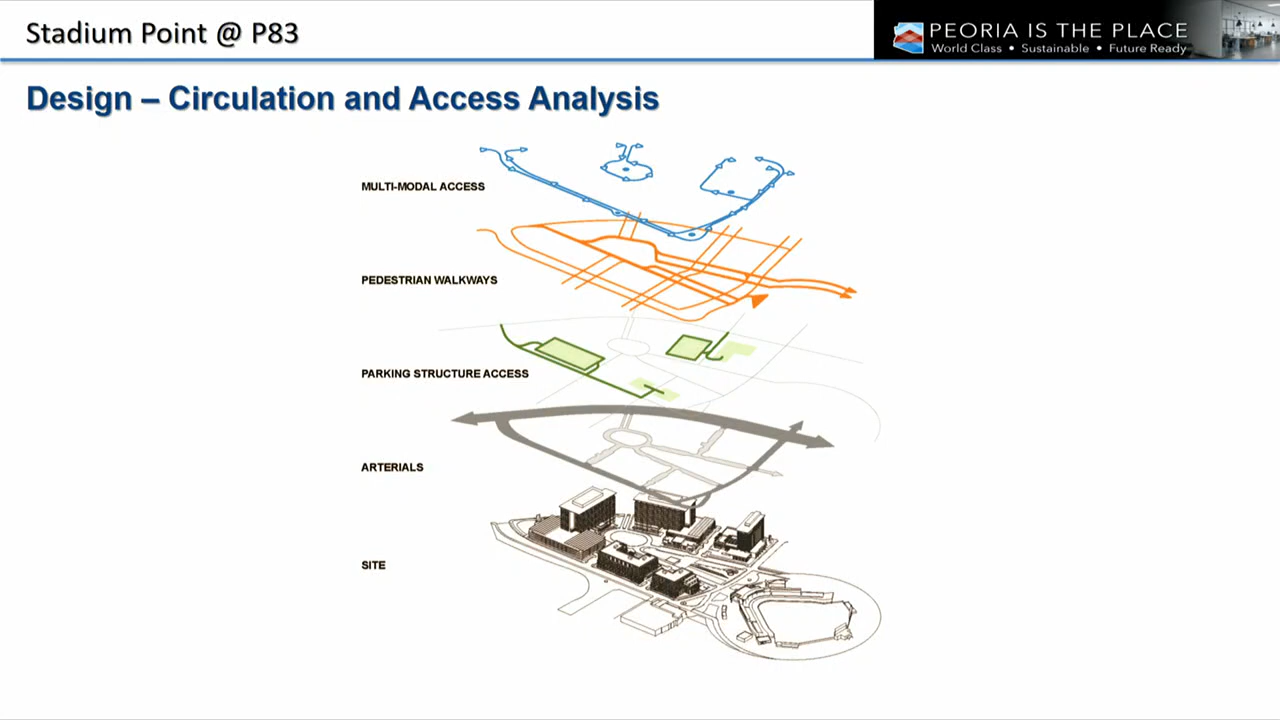 Stadium Point @ P83
PEORIA IS THE PLACE
World Class • Sustainable • Future Ready
Design – Circulation and Access Analysis
MULTI-MODAL ACCESS
PEDESTRIAN WALKWAYS
PARKING STRUCTURE ACCESS
ARTERIALS
SITE